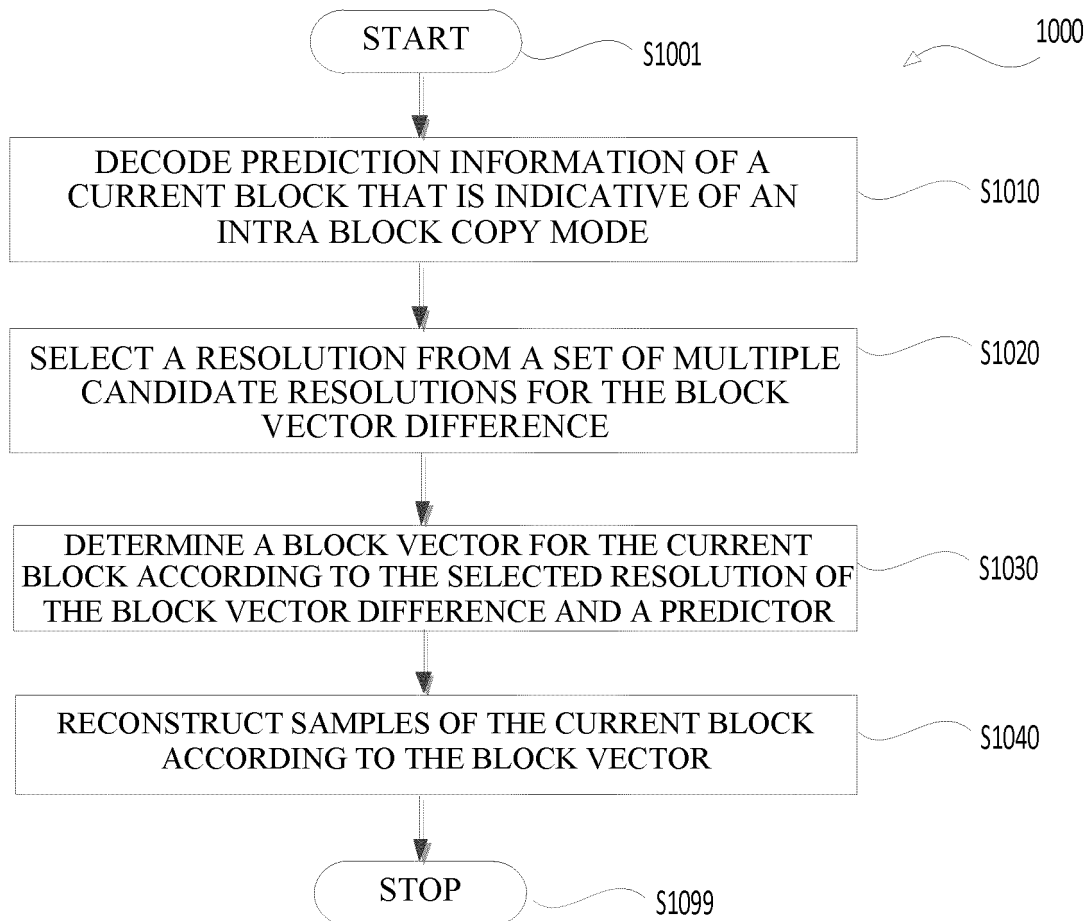 START
S1001
1000
DECODE PREDICTION INFORMATION OF A
CURRENT BLOCK THAT IS INDICATIVE OF AN
INTRA BLOCK COPY MODE
S1010
SELECT A RESOLUTION FROM A SET OF MULTIPLE
CANDIDATE RESOLUTIONS FOR THE BLOCK
VECTOR DIFFERENCE
S1020
DETERMINE A BLOCK VECTOR FOR THE CURRENT
BLOCK ACCORDING TO THE SELECTED RESOLUTION OF
THE BLOCK VECTOR DIFFERENCE AND A PREDICTOR
S1030
RECONSTRUCT SAMPLES OF THE CURRENT BLOCK
ACCORDING TO THE BLOCK VECTOR
S1040
STOP
S1099